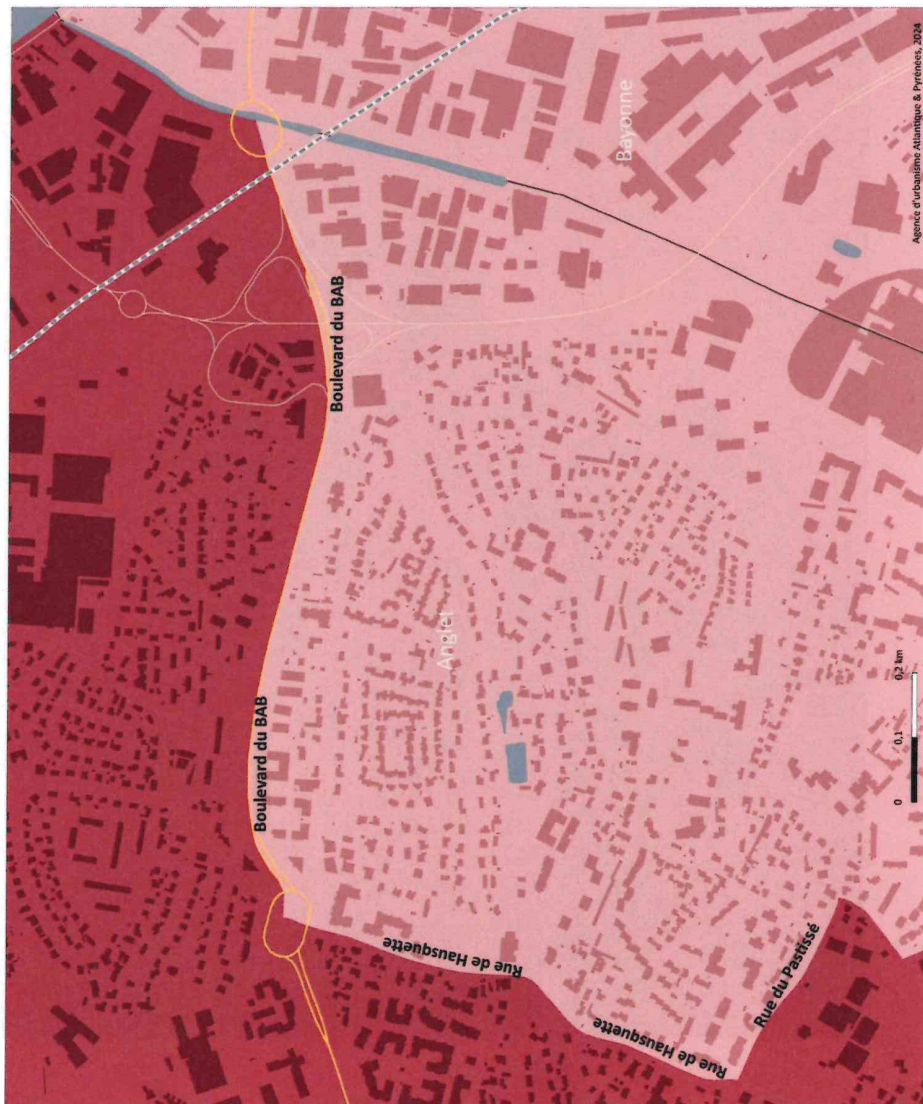 Boulevard du BAB
Boulevard du BAB
Rue de Hausquette
Rue de Hausquette
Rue du Pastissé
Anglet
Bayonne
0 0,1 0,2 km
Agence d'urbanisme Atlantique & Pyrénées, 2024